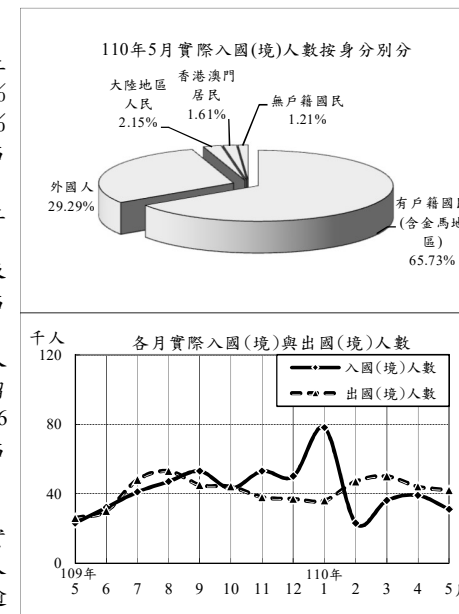 110年5月實際入國(境)人數按身分別分
大陸地區
人民
2.15%
香港澳門
居民
1.61%
無戶籍國民
1.21%
外國人
29.29%
有戶籍國民
(含金馬地
區)
65.73%
千人
各月實際入國(境)與出國(境)人數
入國(境)人數
出國(境)人數
120
80
40
0
109年 110年
5 6 7 8 9 10 11 12 1 2 3 4 5月